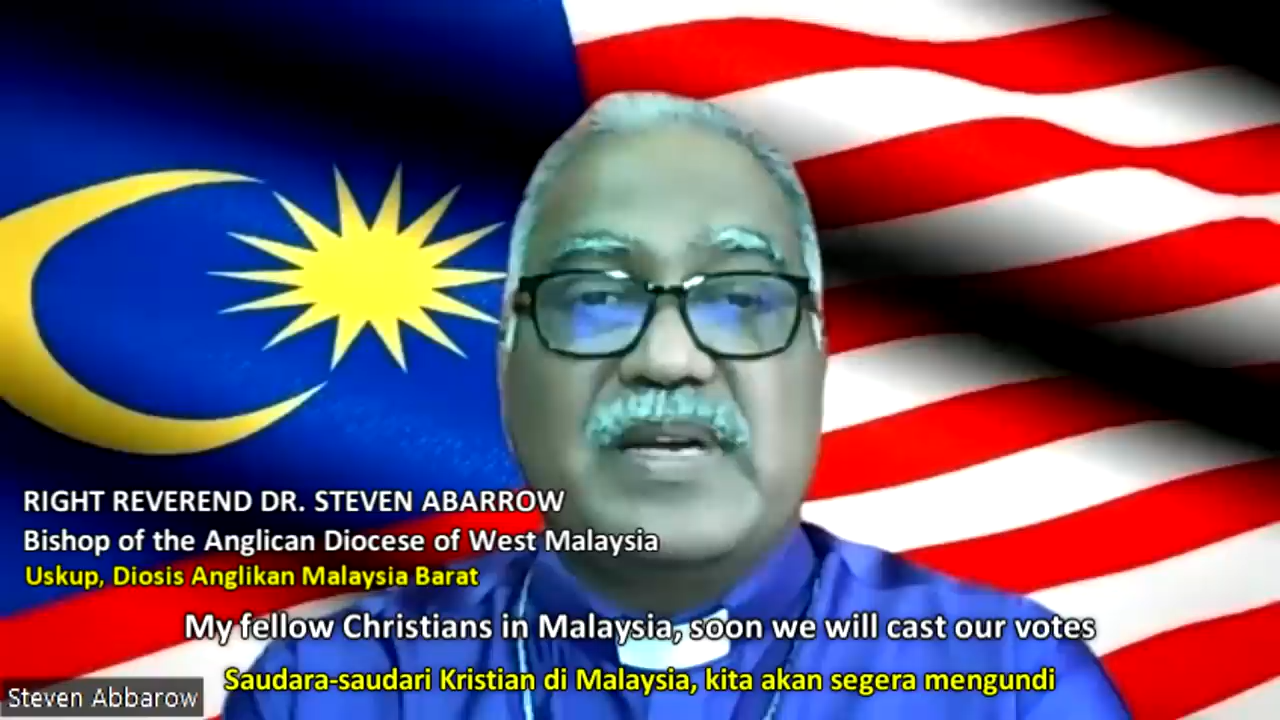 RIGHT REVEREND DR. STEVEN ABARROW
Bishop of the Anglican Diocese of West Malaysia
Uskup, Diosis Anglikan Malaysia Barat
My fellow Christians in Malaysia, soon we will cast our votes
Saudara-saudari Kristian di Malaysia, kita akan segera mengundi
Steven Abbarow